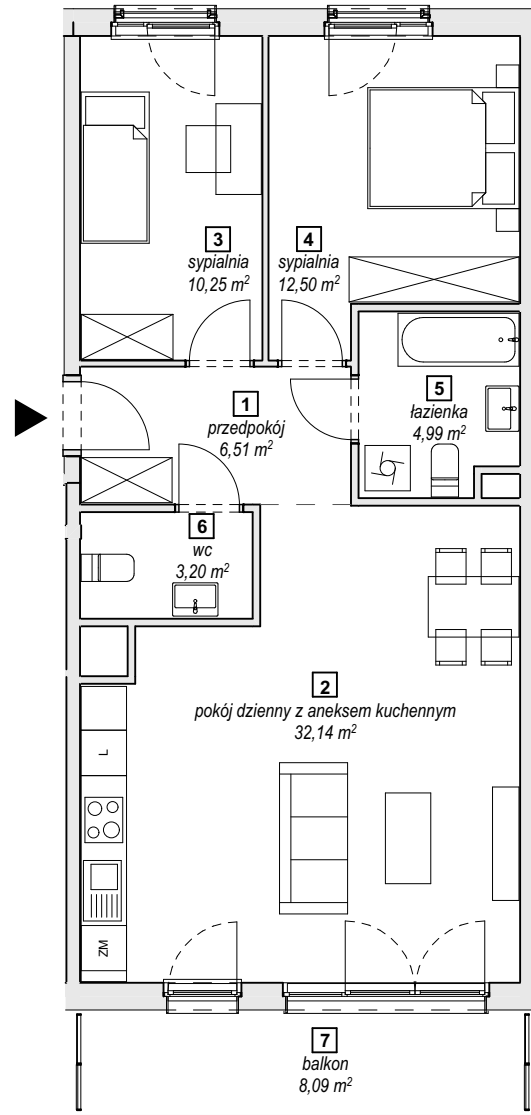 3
sypialnia
10,25 m²
4
sypialnia
12,50 m²
1
przedpokój
6,51 m²
5
łazienka
4,99 m²
6
wc
3,20 m²
2
pokój dzienny z aneksem kuchennym
32,14 m²
L
ZM
7
balkon
8,09 m²